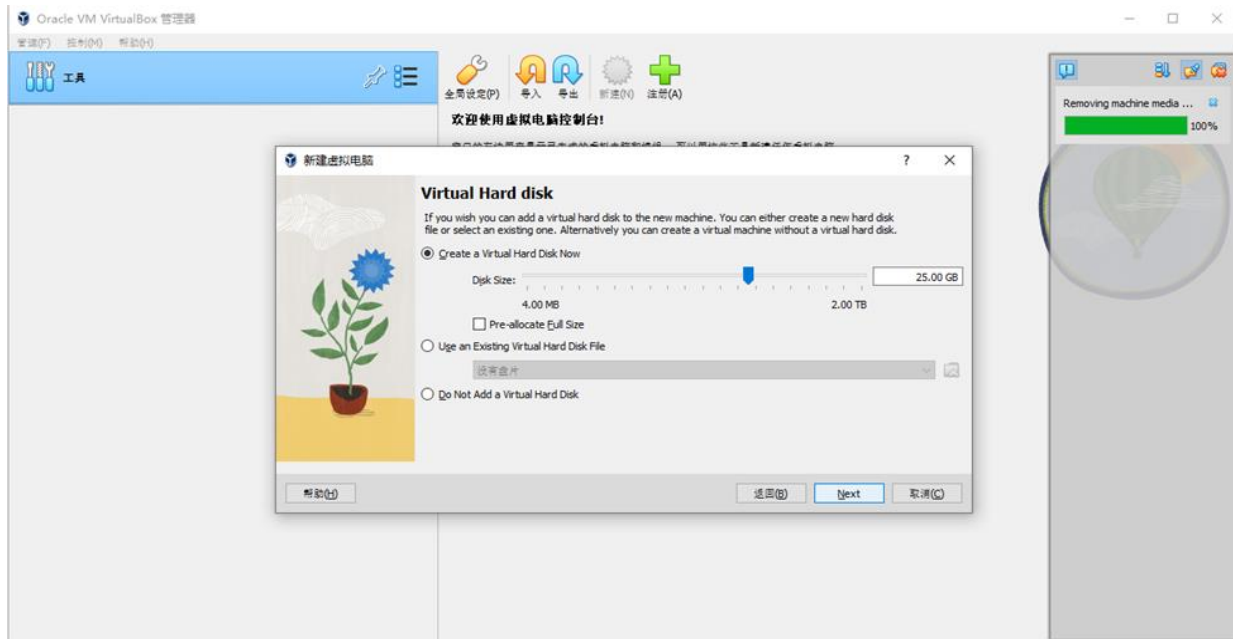 Oracle VM VirtualBox 管理器
管理(F) 控制(M) 帮助(H)
工具
全局设定(P) 导入 导出 新建(N) 注册(A)
Removing machine media ...
100%
欢迎使用虚拟电脑控制台!
新建虚拟电脑
Virtual Hard disk
If you wish you can add a virtual hard disk to the new machine. You can either create a new hard disk
file or select an existing one. Alternatively you can create a virtual machine without a virtual hard disk.
Create a Virtual Hard Disk Now
Disk Size: 25.00 GB
4.00 MB 2.00 TB
Pre-allocate Full Size
Use an Existing Virtual Hard Disk File
没有盘片
Do Not Add a Virtual Hard Disk
帮助(H) 返回(B) Next 取消(C)